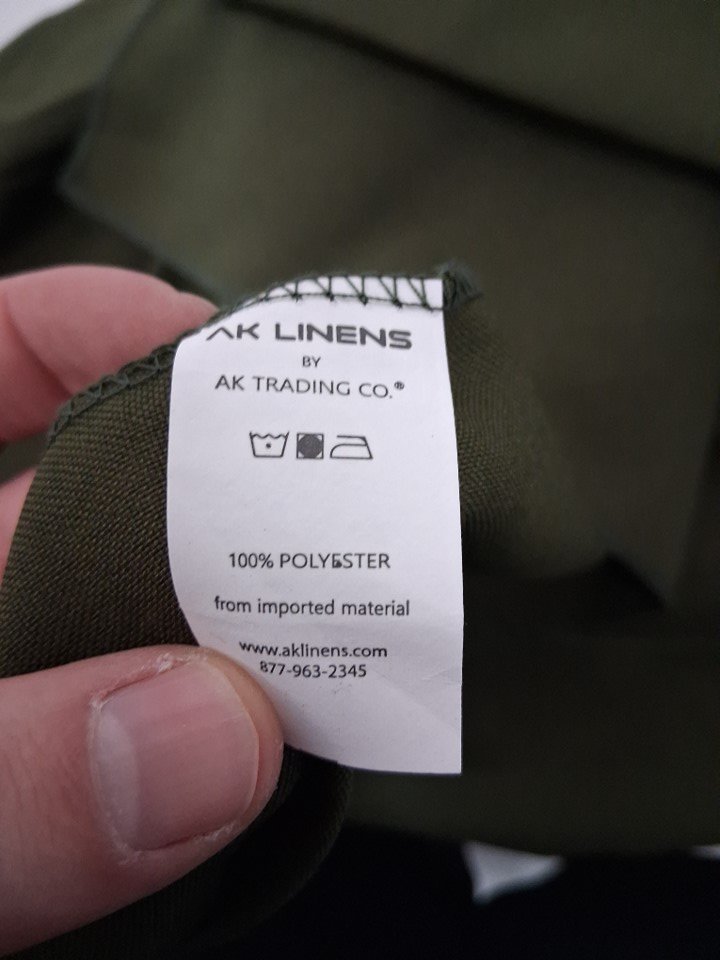 AK LINENS
BY
AK TRADING CO.®
100% POLYESTER
from imported material
www.aklinens.com
877-963-2345